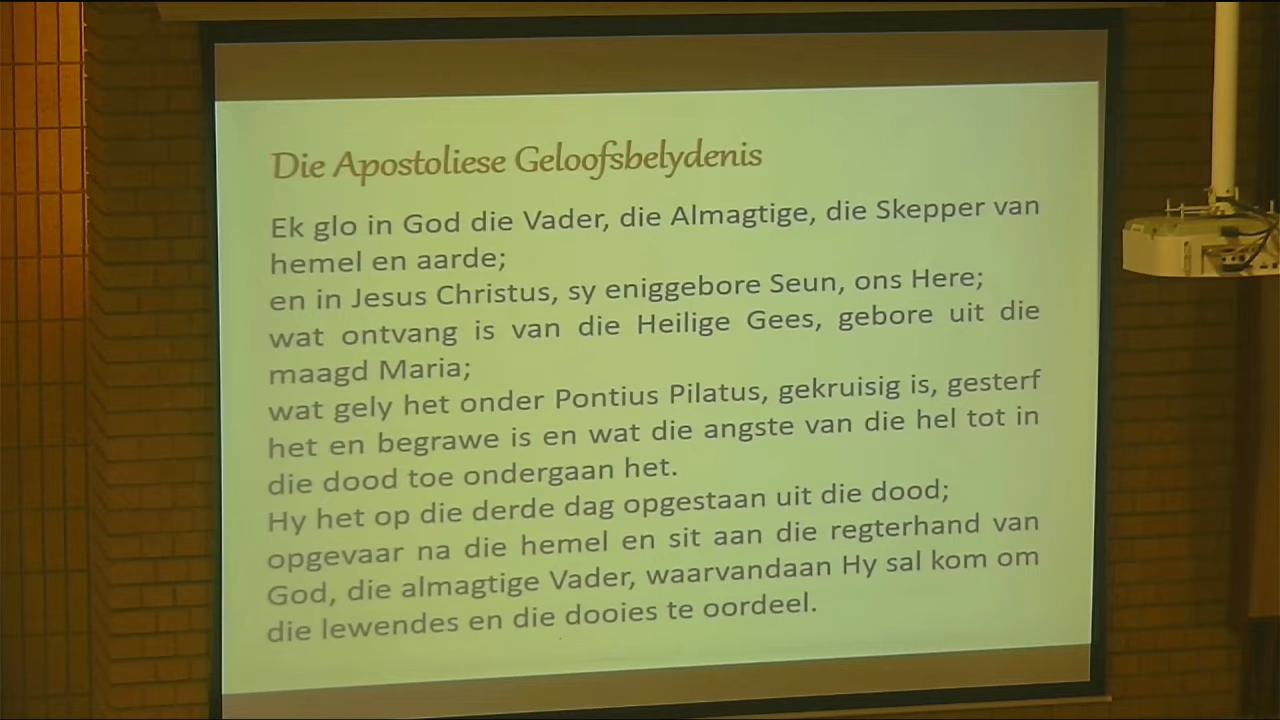 Die Apostoliese Geloofsbelydenis
Ek glo in God die Vader, die Almagtige, die Skepper van
hemel en aarde;
en in Jesus Christus, sy eniggebore Seun, ons Here;
wat ontvang is van die Heilige Gees, gebore uit die
maagd Maria;
wat gely het onder Pontius Pilatus, gekruisig is, gesterf
het en begrawe is en wat die angste van die hel tot in
die dood toe ondergaan het.
Hy het op die derde dag opgestaan uit die dood;
opgevaar na die hemel en sit aan die regterhand van
God, die almagtige Vader, waarvandaan Hy sal kom om
die lewendes en die dooies te oordeel.